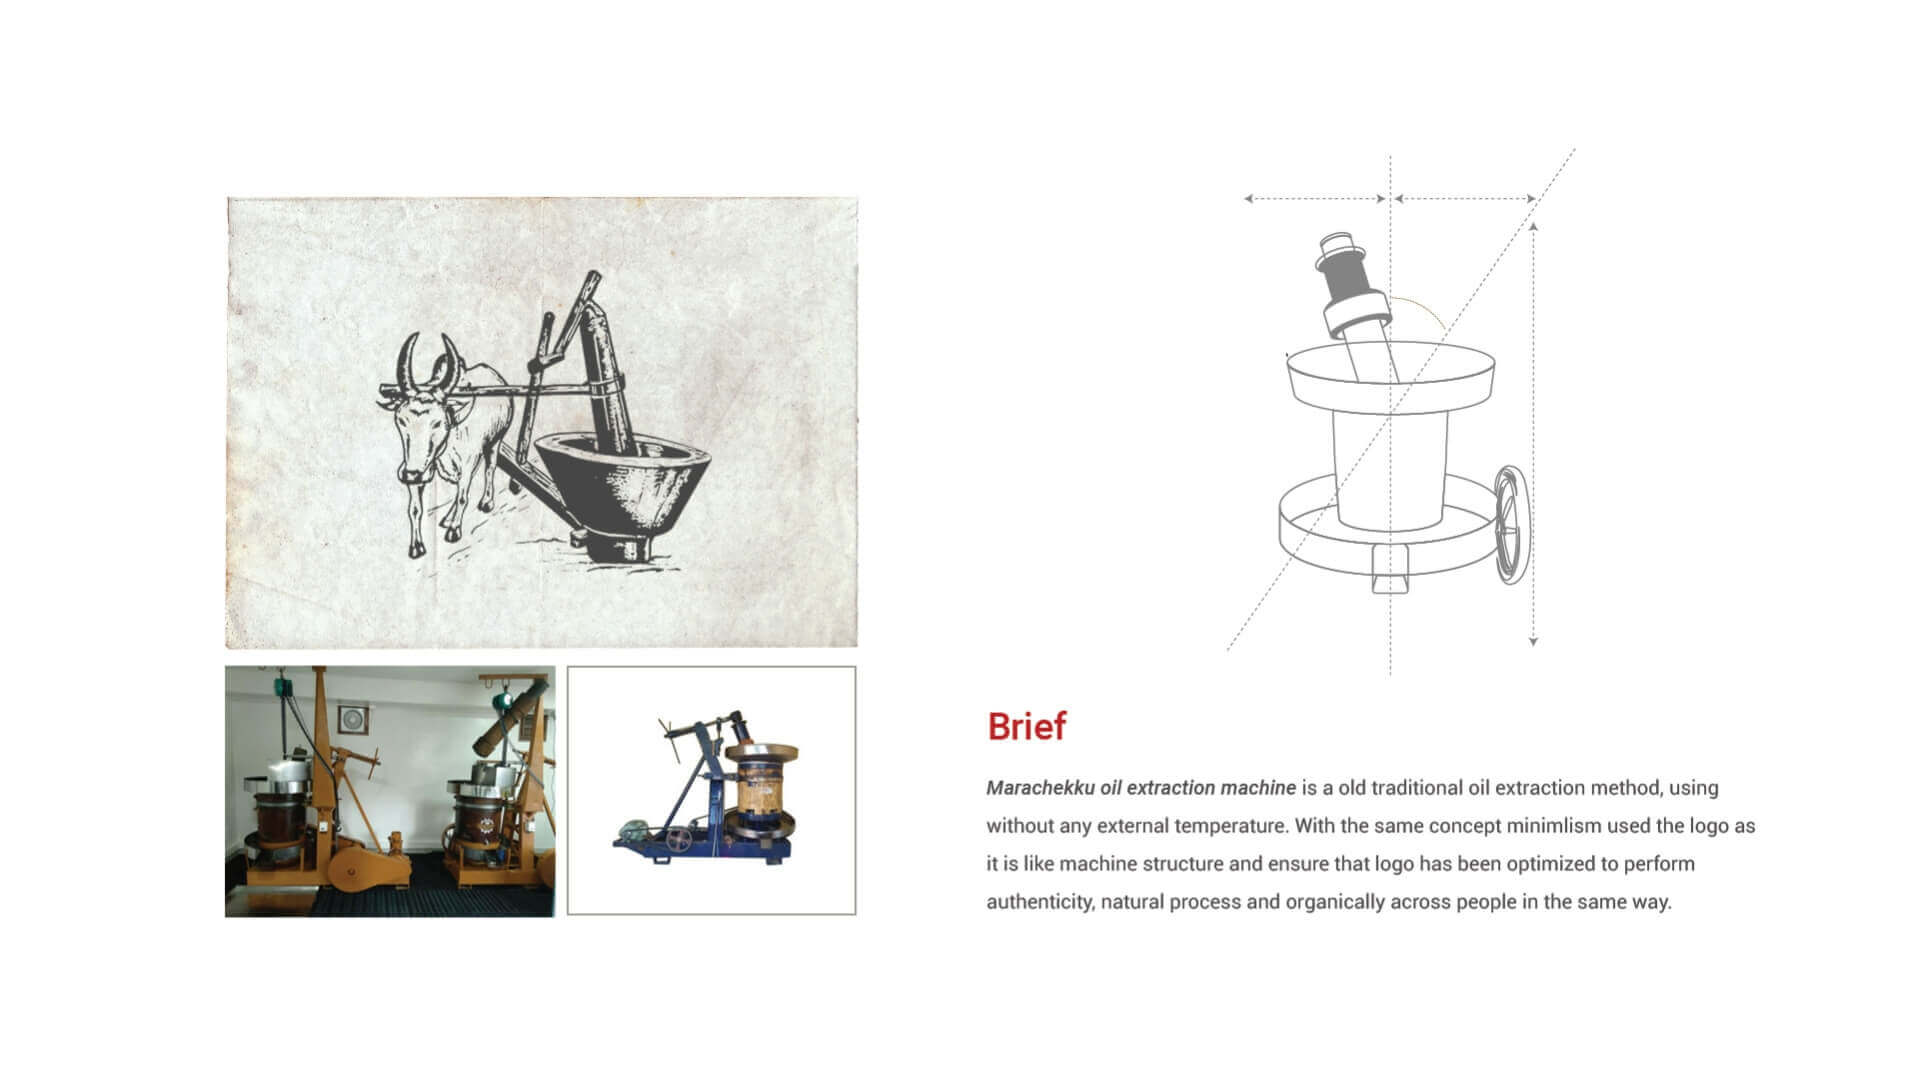 Brief
Marachekku oil extraction machine is a old traditional oil extraction method, using
without any external temperature. With the same concept minimlism used the logo as
it is like machine structure and ensure that logo has been optimized to perform
authenticity, natural process and organically across people in the same way.